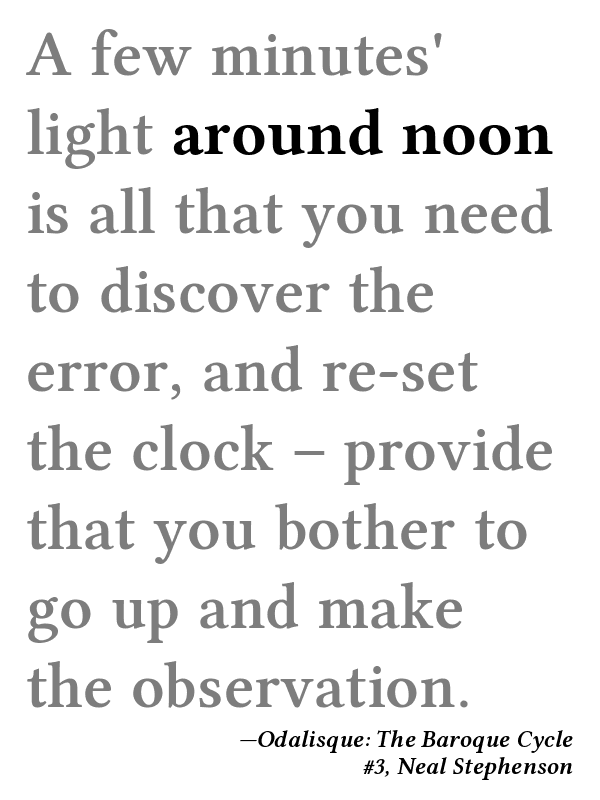 A few minutes'
light around noon
is all that you need
to discover the
error, and re-set
the clock – provide
that you bother to
go up and make
the observation.
—Odalisque: The Baroque Cycle
#3, Neal Stephenson